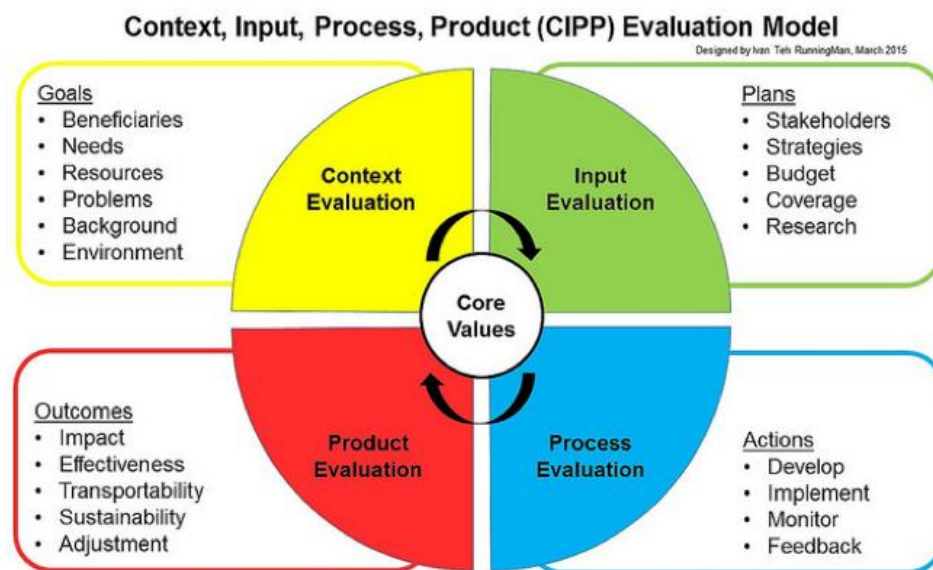 Context, Input, Process, Product (CIPP) Evaluation Model
Designed by Ivan Teh RunningMan, March 2015
Goals
• Beneficiaries
• Needs
• Resources
• Problems
• Background
• Environment
Context
Evaluation
Input
Evaluation
Plans
• Stakeholders
• Strategies
• Budget
• Coverage
• Research
Core
Values
Outcomes
• Impact
• Effectiveness
• Transportability
• Sustainability
• Adjustment
Product
Evaluation
Process
Evaluation
Actions
• Develop
• Implement
• Monitor
• Feedback